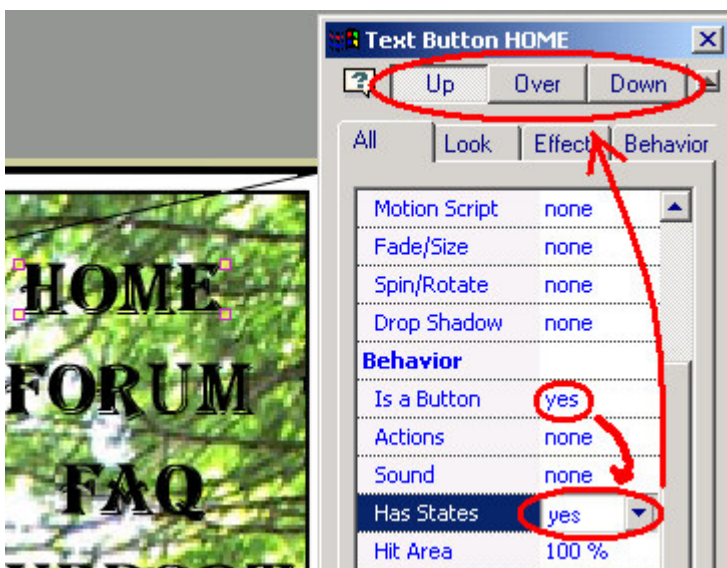 Text Button HOME
Up Over Down
All Look Effect Behavior
Motion Script none
Fade/Size none
Spin/Rotate none
Drop Shadow none
Behavior
Is a Button yes
Actions none
Sound none
Has States yes
Hit Area 100 %
HOME
FORUM
FAQ